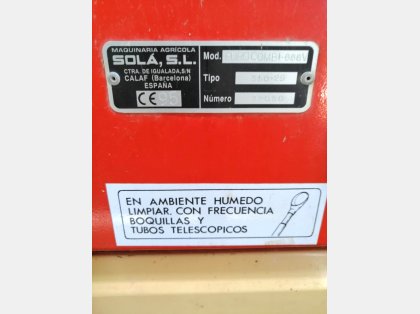 MAQUINARIA AGRÍCOLA
SOLÁ, S.L.
CTRA. DE IGUALADA, S/N
CALAF (Barcelona)
ESPAÑA
CE 95
Mod.
Tipo
Número
EN AMBIENTE HUMEDO
LIMPIAR, CON FRECUENCIA
BOQUILLAS Y
TUBOS TELESCOPICOS